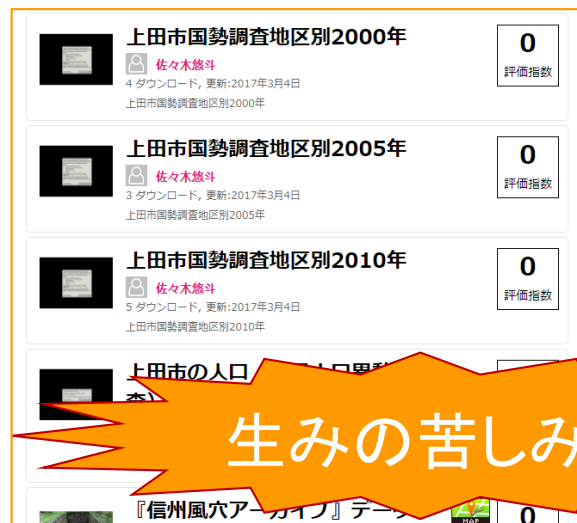 上田市国勢調査地区別2000年
0
評価指数
佐々木悠斗
4 ダウンロード, 更新:2017年3月4日
上田市国勢調査地区別2000年
上田市国勢調査地区別2005年
0
評価指数
佐々木悠斗
3 ダウンロード, 更新:2017年3月4日
上田市国勢調査地区別2005年
上田市国勢調査地区別2010年
0
評価指数
佐々木悠斗
5 ダウンロード, 更新:2017年3月4日
上田市国勢調査地区別2010年
上田市の人口
生みの苦しみ
『信州風穴アーカイブ』デー
MAP
0